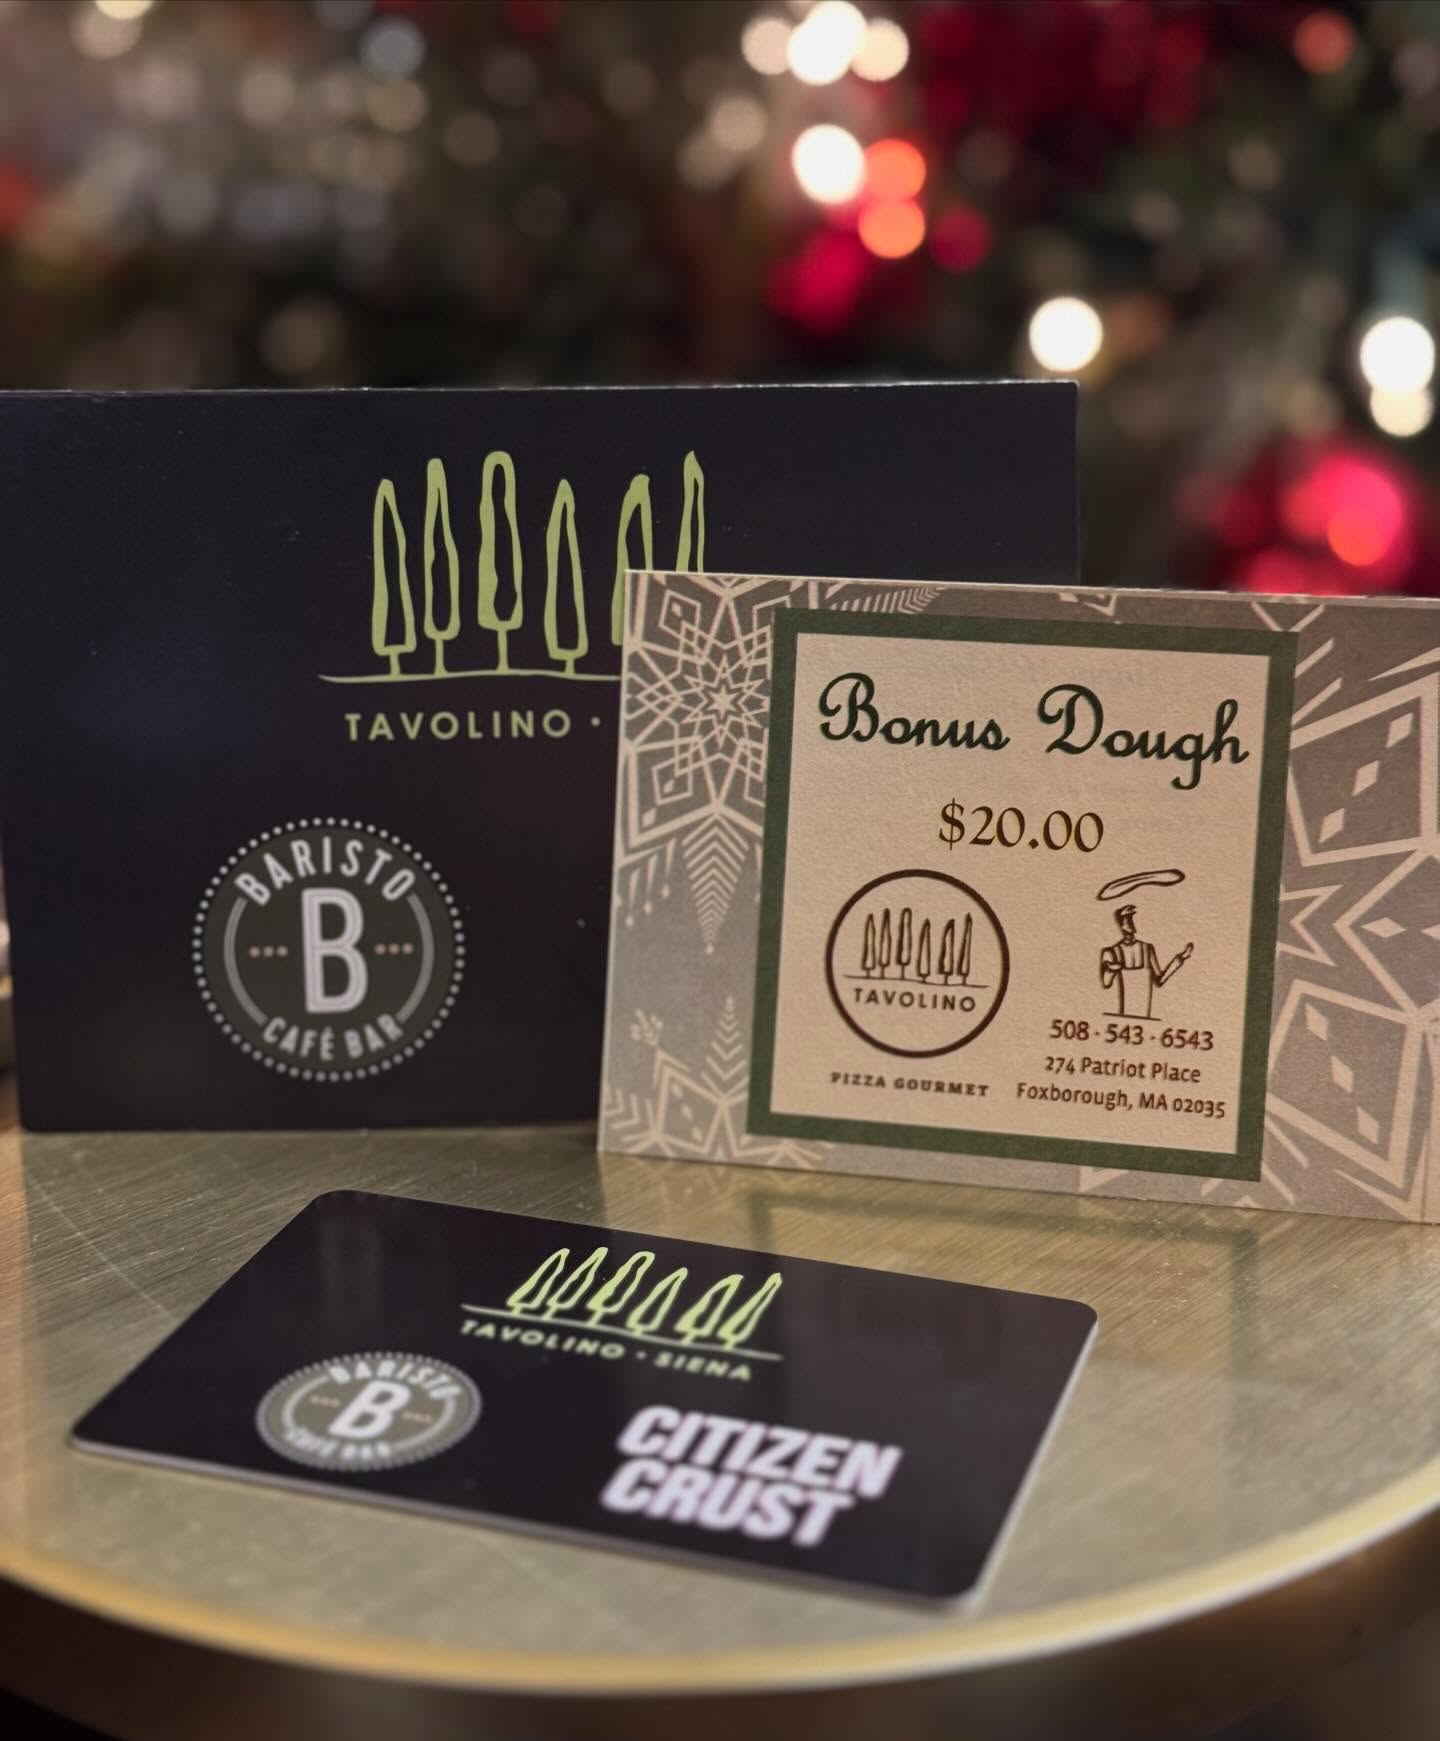 TAVOLINO ·
BARISTO
B
CAFÉ BAR
Bonus Dough
$20.00
TAVOLINO
PIZZA GOURMET
508 · 543 · 6543
274 Patriot Place
Foxborough, MA 02035
TAVOLINO · SIENA
BARISTO
B
CAFÉ BAR
CITIZEN
CRUST